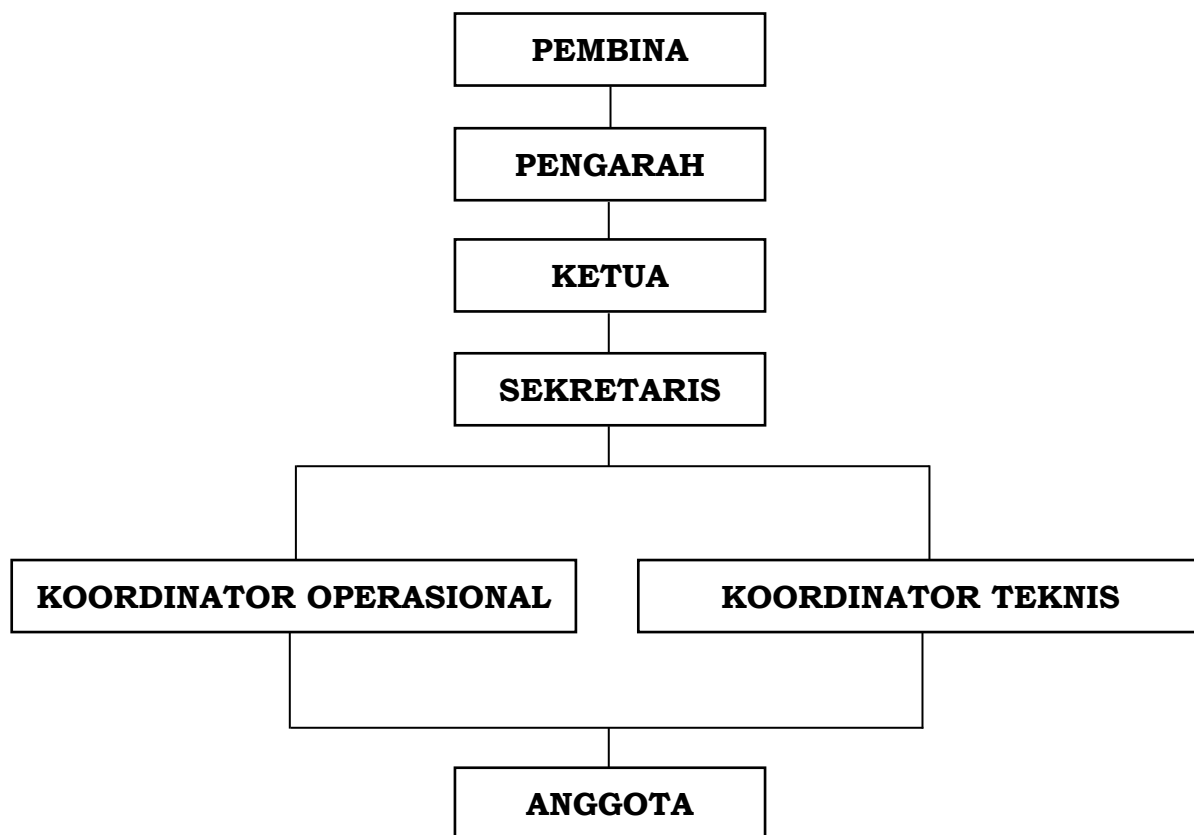 PEMBINA
PENGARAH
KETUA
SEKRETARIS
KOORDINATOR OPERASIONAL
KOORDINATOR TEKNIS
ANGGOTA